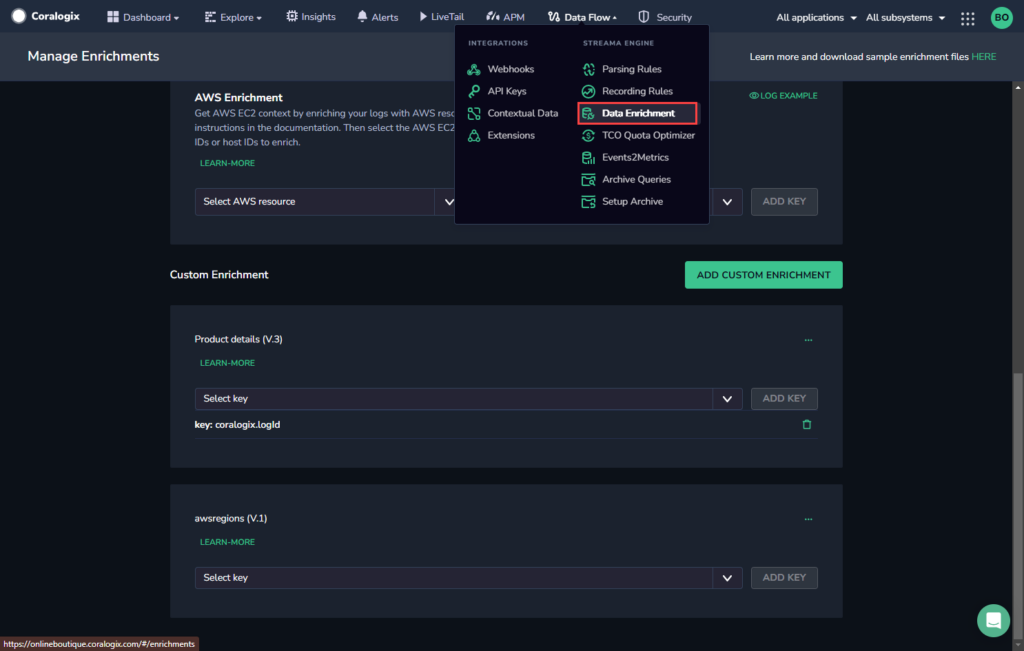 Coralogix
Dashboard
Explore
Insights
Alerts
LiveTail
APM
Data Flow
Security
All applications
All subsystems
BO
Manage Enrichments
Learn more and download sample enrichment files HERE
INTEGRATIONS
Webhooks
API Keys
Contextual Data
Extensions
STREAMA ENGINE
Parsing Rules
Recording Rules
Data Enrichment
TCO Quota Optimizer
Events2Metrics
Archive Queries
Setup Archive
AWS Enrichment
LOG EXAMPLE
Get AWS EC2 context by enriching your logs with AWS reso
instructions in the documentation. Then select the AWS EC2
IDs or host IDs to enrich.
LEARN-MORE
Select AWS resource
ADD KEY
Custom Enrichment
ADD CUSTOM ENRICHMENT
Product details (V.3)
...
LEARN-MORE
Select key
ADD KEY
key: coralogix.logId
awsregions (V.1)
...
LEARN-MORE
Select key
ADD KEY
https://onlineboutique.coralogix.com/#/enrichments